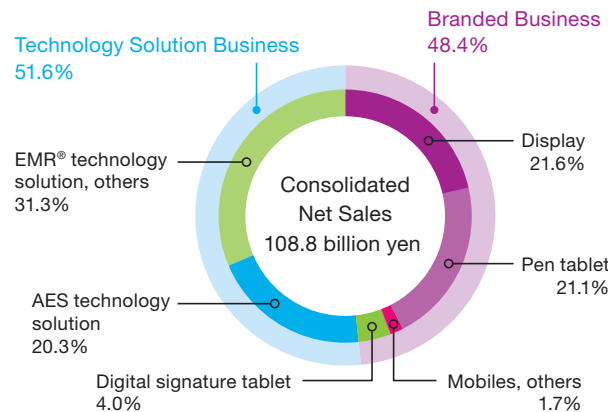 Technology Solution Business
51.6%
Branded Business
48.4%
EMR® technology
solution, others
31.3%
Display
21.6%
Consolidated
Net Sales
108.8 billion yen
Pen tablet
21.1%
AES technology
solution
20.3%
Digital signature tablet
4.0%
Mobiles, others
1.7%